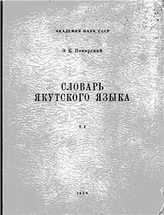 АКАДЕМИЯ НАУК СССР
Э. К. Пекарский
СЛОВАРЬ
ЯКУТСКОГО ЯЗЫКА